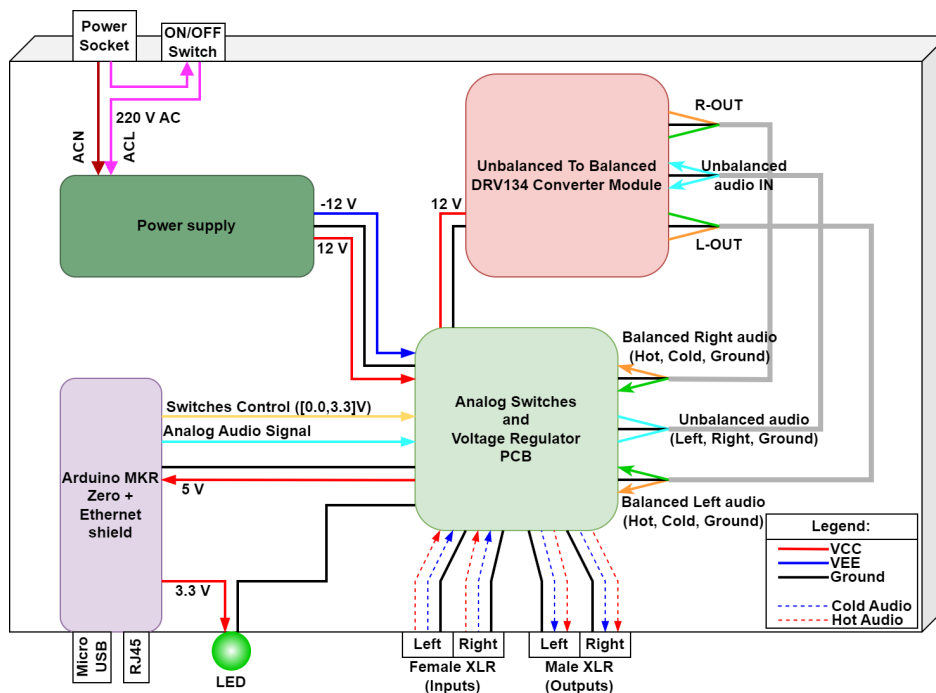 Power
Socket
ON/OFF
Switch
220 V AC
ACN
ACL
Power supply
-12 V
12 V
12 V
Unbalanced To Balanced
DRV134 Converter Module
R-OUT
Unbalanced
audio IN
L-OUT
Balanced Right audio
(Hot, Cold, Ground)
Unbalanced audio
(Left, Right, Ground)
Balanced Left audio
(Hot, Cold, Ground)
Analog Switches
and
Voltage Regulator
PCB
Switches Control ([0.0,3.3]V)
Analog Audio Signal
5 V
Arduino MKR
Zero +
Ethernet
shield
3.3 V
Micro
USB
RJ45
LED
Left
Right
Female XLR
(Inputs)
Left
Right
Male XLR
(Outputs)
Legend:
VCC
VEE
Ground
Cold Audio
Hot Audio